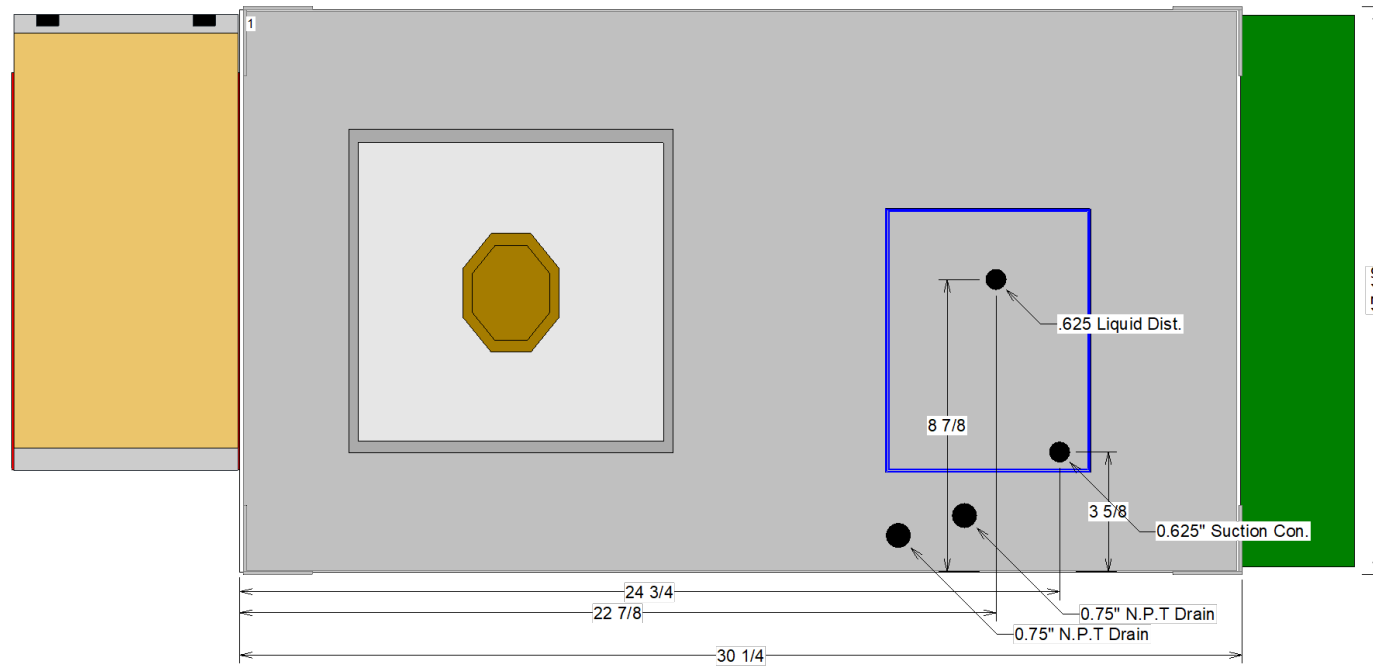 1
.625 Liquid Dist.
8 7/8
3 5/8
0.625" Suction Con.
24 3/4
22 7/8
0.75" N.P.T Drain
0.75" N.P.T Drain
30 1/4